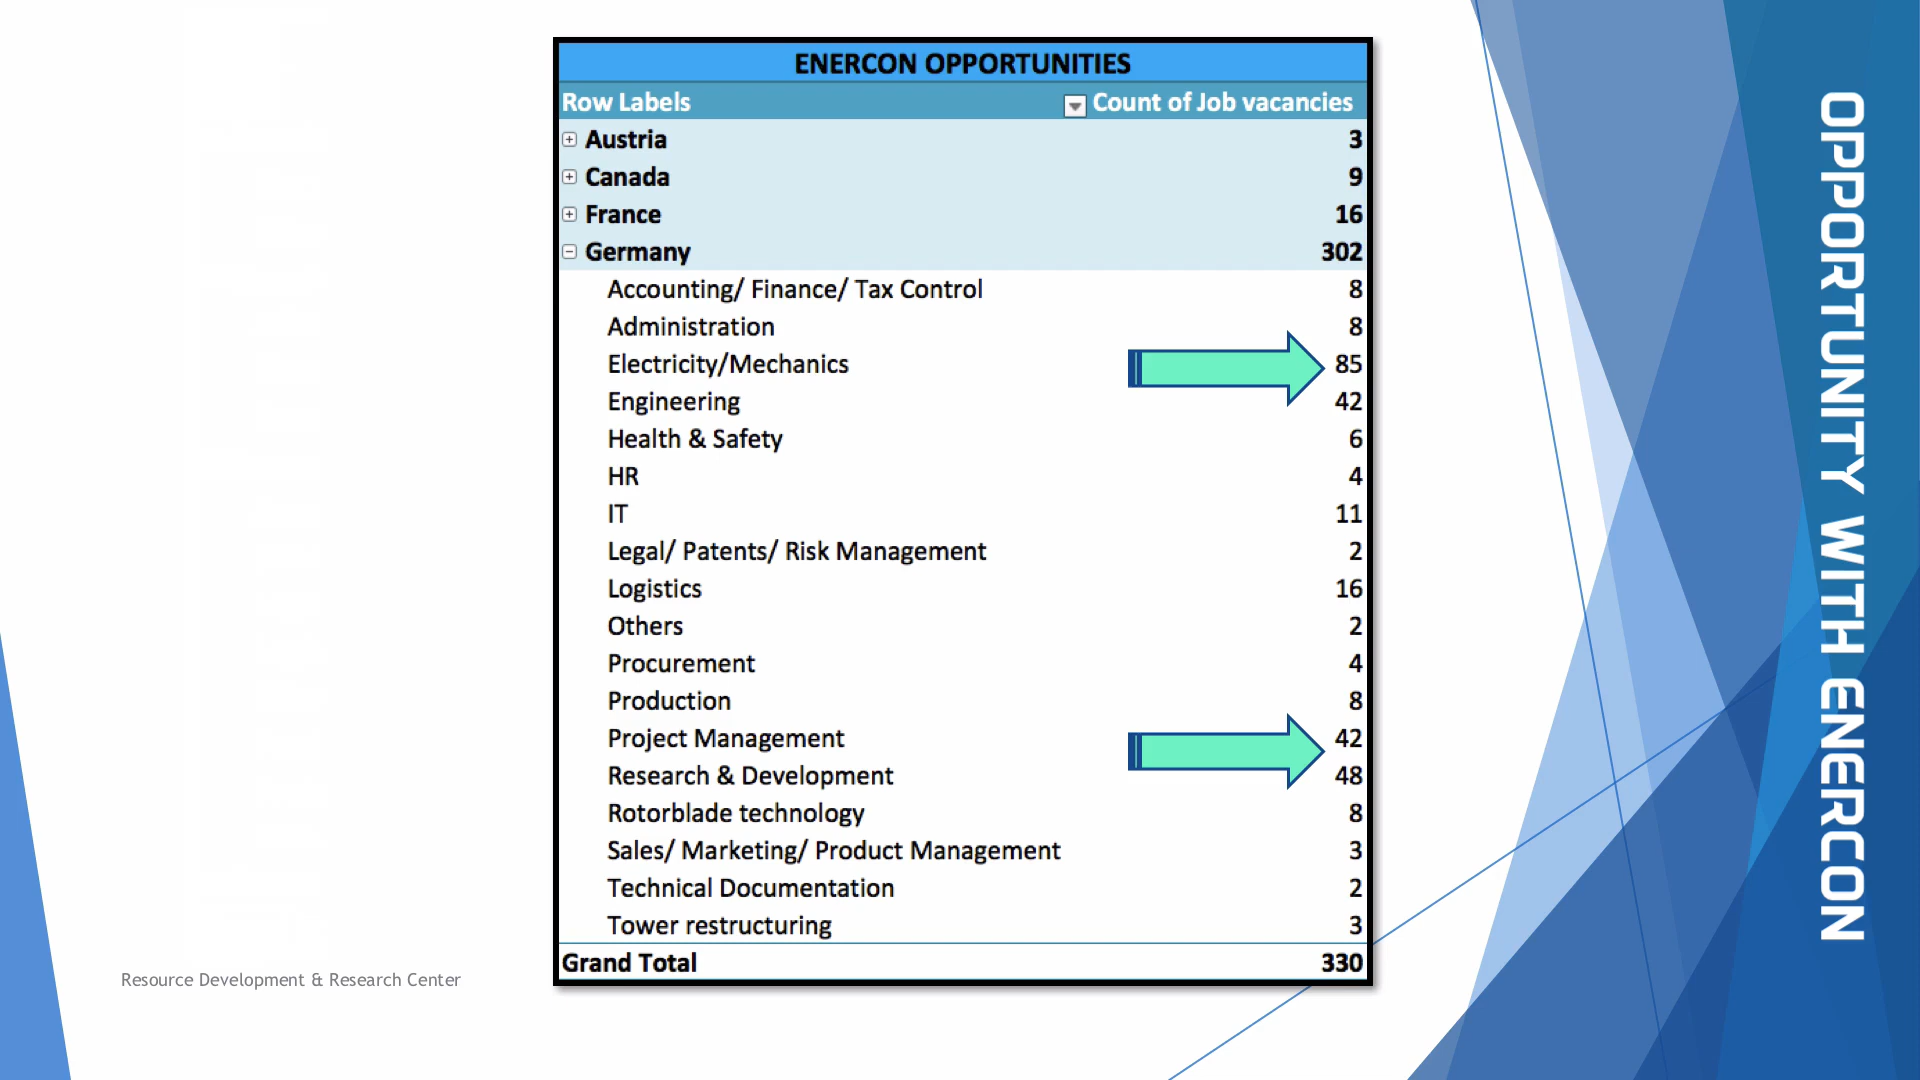 ENERCON OPPORTUNITIES
Row Labels Count of Job vacancies
Austria 3
Canada 9
France 16
Germany 302
Accounting/ Finance/ Tax Control 8
Administration 8
Electricity/Mechanics 85
Engineering 42
Health & Safety 6
HR 4
IT 11
Legal/ Patents/ Risk Management 2
Logistics 16
Others 2
Procurement 4
Production 8
Project Management 42
Research & Development 48
Rotorblade technology 8
Sales/ Marketing/ Product Management 3
Technical Documentation 2
Tower restructuring 3
Grand Total 330
Resource Development & Research Center
OPPORTUNITY WITH ENERCON